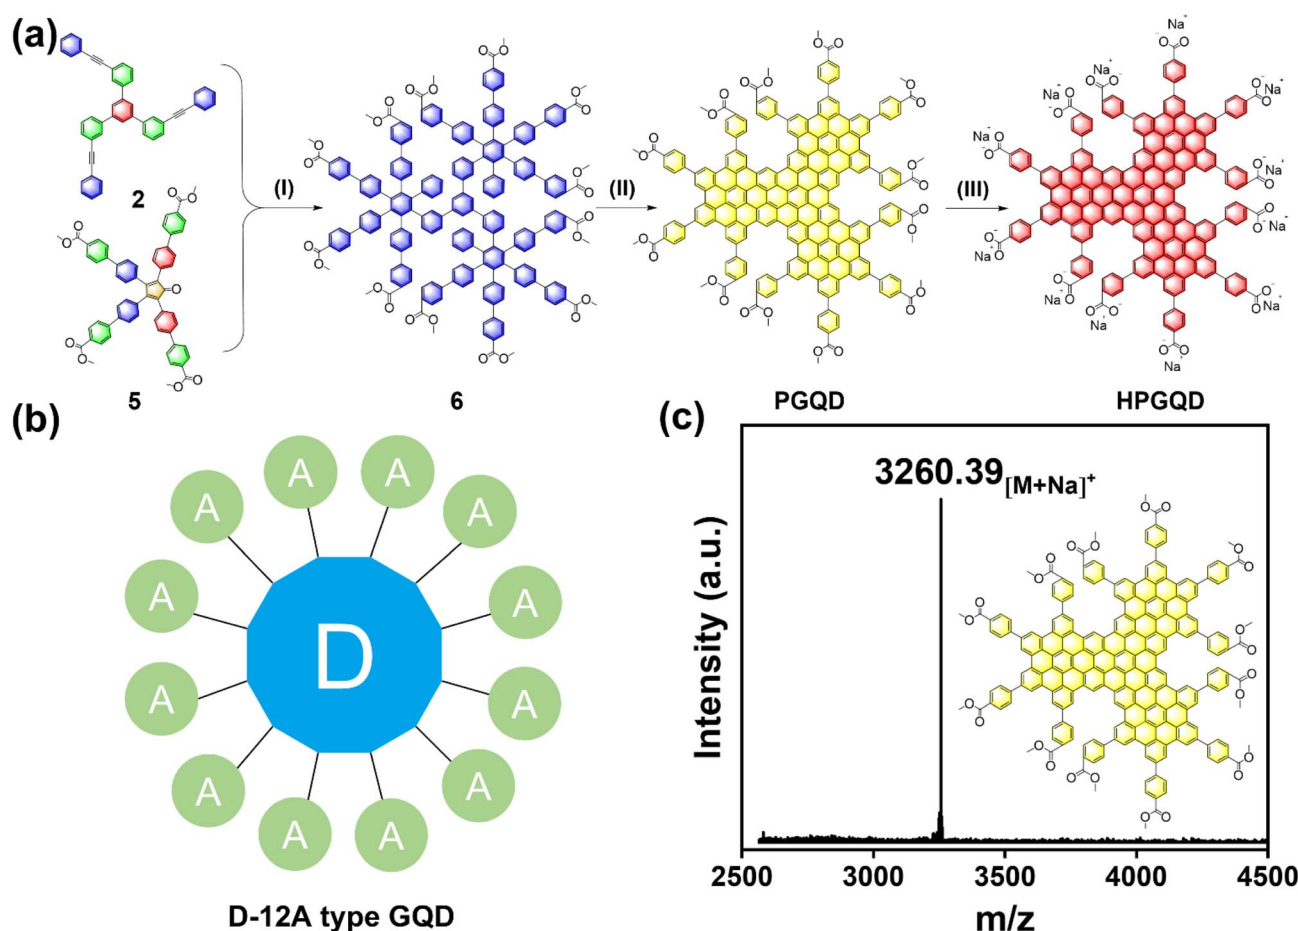 (a)
(I)
(II)
(III)
2
5
6
PGQD
HPGQD
(b)
A A A A A A A A A A A A
D
D-12A type GQD
(c)
3260.39[M+Na]+
Intensity (a.u.)
2500 3000 3500 4000 4500
m/z